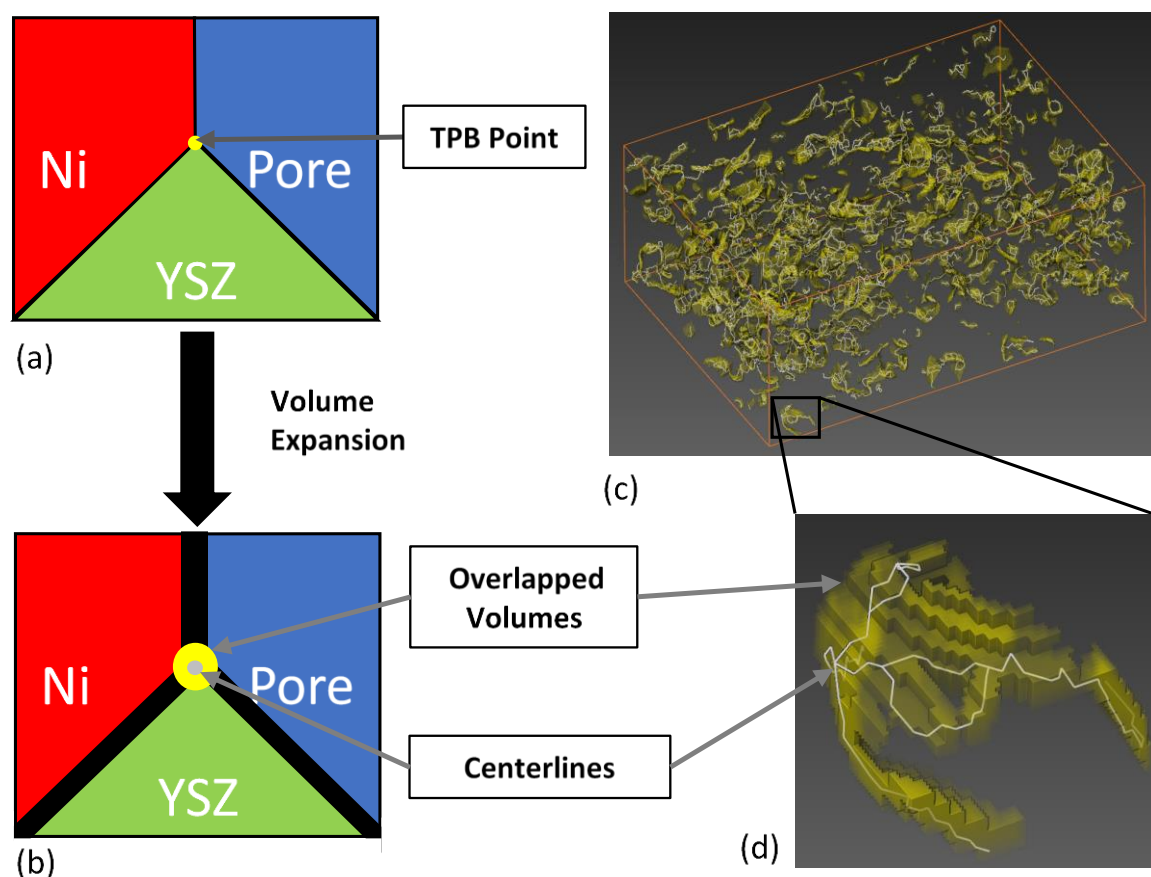 Ni
Pore
YSZ
TPB Point
(a)
Volume
Expansion
(c)
Ni
Pore
YSZ
Overlapped
Volumes
Centerlines
(b)
(d)